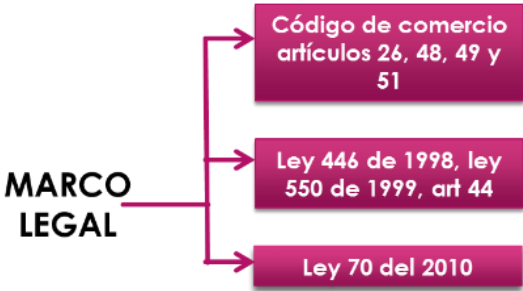 MARCO
LEGAL
Código de comercio
artículos 26, 48, 49 y
51
Ley 446 de 1998, ley
550 de 1999, art 44
Ley 70 del 2010